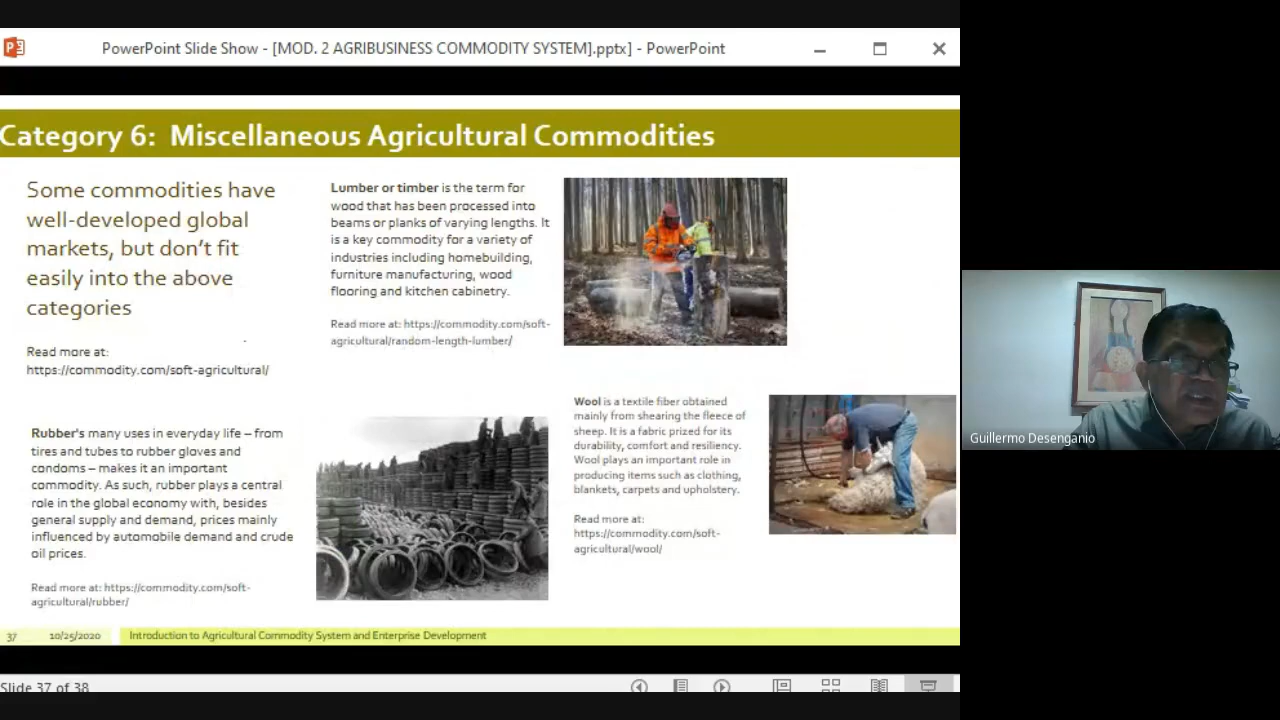 PowerPoint Slide Show - [MOD. 2 AGRIBUSINESS COMMODITY SYSTEM].pptx] - PowerPoint
Category 6: Miscellaneous Agricultural Commodities
Some commodities have
well-developed global
markets, but don't fit
easily into the above
categories
Read more at:
https://commodity.com/soft-agricultural/
Lumber or timber is the term for
wood that has been processed into
beams or planks of varying lengths. It
is a key commodity for a variety of
industries including homebuilding,
furniture manufacturing, wood
flooring and kitchen cabinetry.
Read more at: https://commodity.com/soft-
agricultural/random-length-lumber/
Rubber's many uses in everyday life – from
tires and tubes to rubber gloves and
condoms – makes it an important
commodity. As such, rubber plays a central
role in the global economy with, besides
general supply and demand, prices mainly
influenced by automobile demand and crude
oil prices.
Read more at: https://commodity.com/soft-
agricultural/rubber/
Wool is a textile fiber obtained
mainly from shearing the fleece of
sheep. It is a fabric prized for its
durability, comfort and resiliency.
Wool plays an important role in
producing items such as clothing,
blankets, carpets and upholstery.
Read more at:
https://commodity.com/soft-
agricultural/wool/
Guillermo Desenganio
37 10/25/2020 Introduction to Agricultural Commodity System and Enterprise Development
Slide 37 of 38